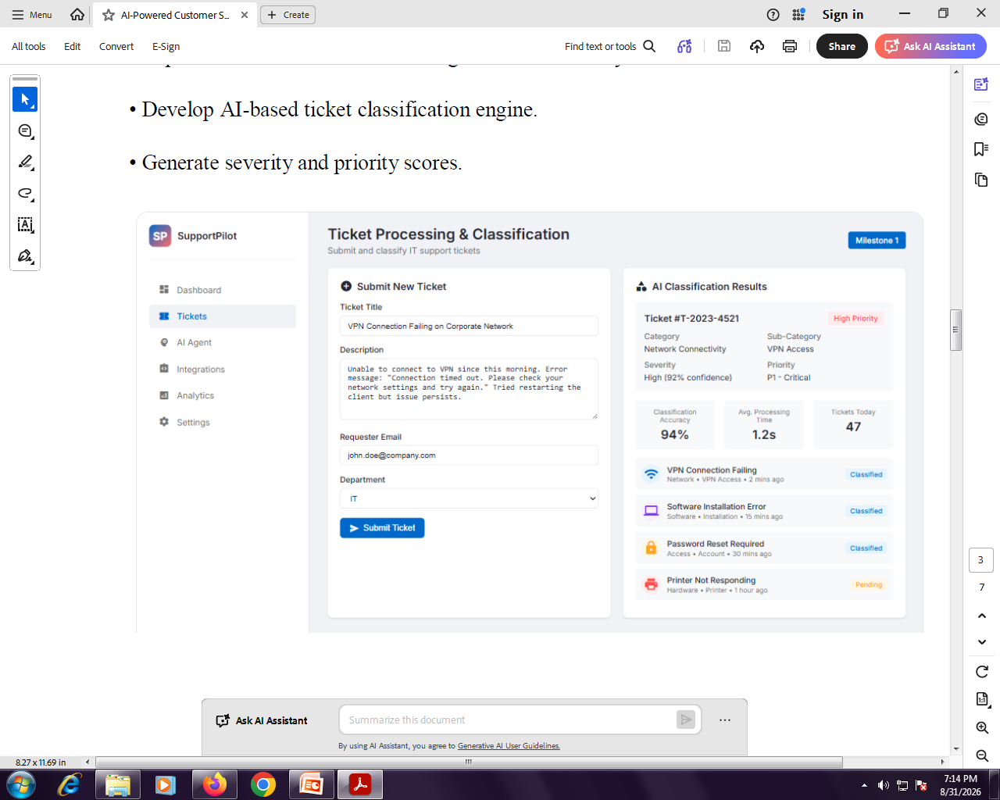 Menu
AI-Powered Customer S...
Create
Sign in
All tools
Edit
Convert
E-Sign
Find text or tools
Share
Ask AI Assistant
• Develop AI-based ticket classification engine.
• Generate severity and priority scores.
SP
SupportPilot
Dashboard
Tickets
AI Agent
Integrations
Analytics
Settings
Ticket Processing & Classification
Submit and classify IT support tickets
Milestone 1
Submit New Ticket
Ticket Title
VPN Connection Failing on Corporate Network
Description
Unable to connect to VPN since this morning. Error
message: "Connection timed out. Please check your
network settings and try again." Tried restarting the
client but issue persists.
Requester Email
john.doe@company.com
Department
IT
Submit Ticket
AI Classification Results
Ticket #T-2023-4521
High Priority
Category
Sub-Category
Network Connectivity
VPN Access
Severity
Priority
High (92% confidence)
P1 - Critical
Classification
Accuracy
94%
Avg. Processing
Time
1.2s
Tickets Today
47
VPN Connection Failing
Network • VPN Access • 2 mins ago
Classified
Software Installation Error
Software • Installation • 15 mins ago
Classified
Password Reset Required
Access • Account • 30 mins ago
Classified
Printer Not Responding
Hardware • Printer • 1 hour ago
Pending
3
7
Ask AI Assistant
Summarize this document
By using AI Assistant, you agree to Generative AI User Guidelines.
8.27 x 11.69 in
7:14 PM
8/31/2026